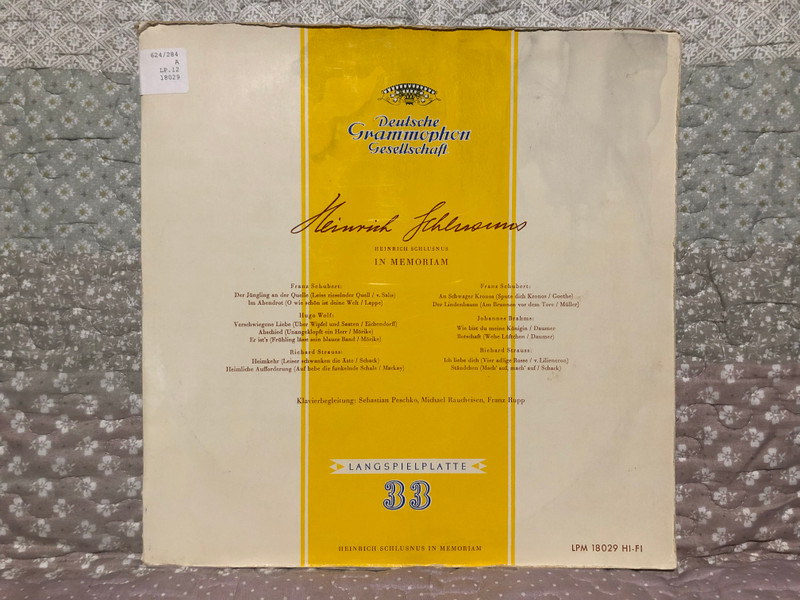 624/284
A
LP.12
18029
Deutsche
Grammophon
Gesellschaft
Heinrich Schlusnus
HEINRICH SCHLUSNUS
IN MEMORIAM
Franz Schubert:
Der Jüngling an der Quelle (Leise rieselnder Quell / v. Salis)
Im Abendrot (O wie schön ist deine Welt / Lappe)
Hugo Wolf:
Verschwiegene Liebe (Über Wipfel und Saaten / Eichendorff)
Abschied (Unangeklopft ein Herr / Mörike)
Er ist's (Frühling lässt sein blaues Band / Mörike)
Richard Strauss:
Heimkehr (Leiser schwanken die Äste / Schack)
Heimliche Aufforderung (Auf hebe die funkelnde Schale / Mackay)
Franz Schubert:
An Schwager Kronos (Spute dich Kronos / Goethe)
Der Lindenbaum (Am Brunnen vor dem Tore / Müller)
Johannes Brahms:
Wie bist du meine Königin / Daumer
Botschaft (Wehe Lüftchen / Daumer)
Richard Strauss:
Ich liebe dich (Vier adlige Rosse / v. Liliencron)
Ständchen (Mach' auf, mach' auf / Schack)
Klavierbegleitung: Sebastian Peschko, Michael Raucheisen, Franz Rupp
LANGSPIELPLATTE
33
HEINRICH SCHLUSNUS IN MEMORIAM
LPM 18029 HI-FI